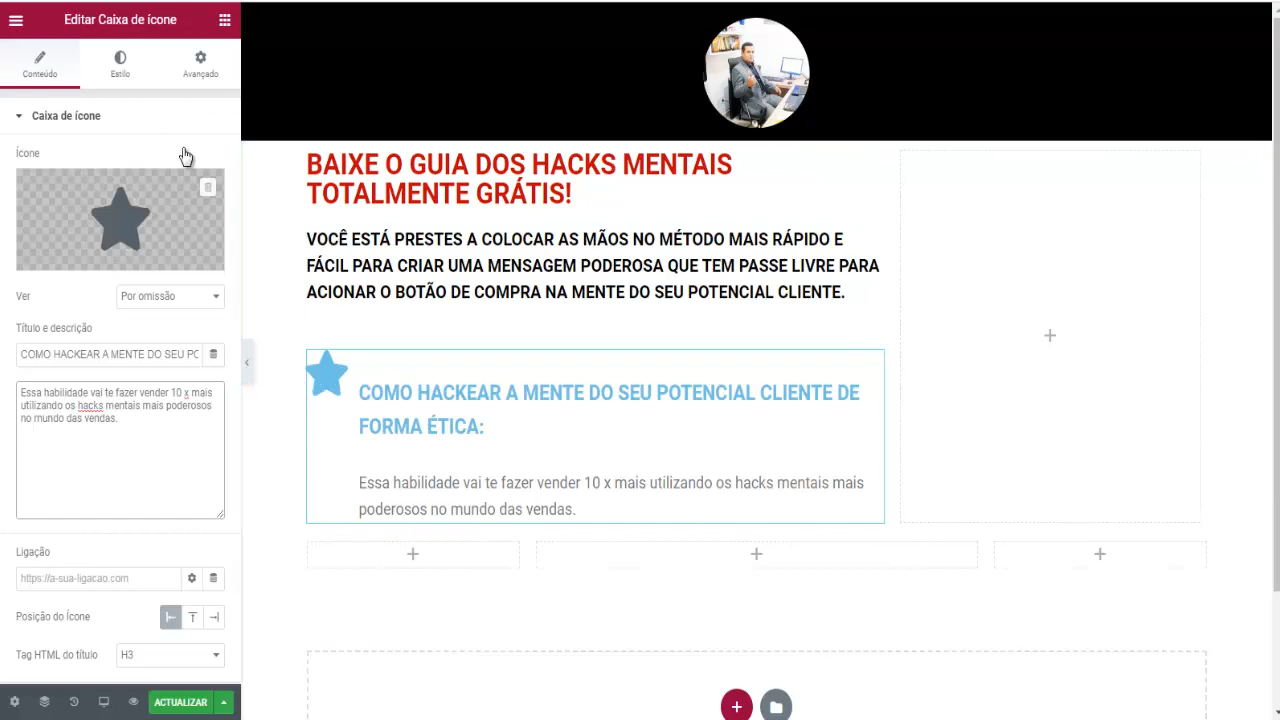 Editar Caixa de ícone
Conteúdo
Estilo
Avançado
Caixa de ícone
Ícone
Ver
Por omissão
Título e descrição
COMO HACKEAR A MENTE DO SEU PC
Essa habilidade vai te fazer vender 10 x mais
utilizando os hacks mentais mais poderosos
no mundo das vendas.
Ligação
https://a-sua-ligacao.com
Posição do Ícone
Tag HTML do título
H3
ACTUALIZAR
BAIXE O GUIA DOS HACKS MENTAIS
TOTALMENTE GRÁTIS!
VOCÊ ESTÁ PRESTES A COLOCAR AS MÃOS NO MÉTODO MAIS RÁPIDO E
FÁCIL PARA CRIAR UMA MENSAGEM PODEROSA QUE TEM PASSE LIVRE PARA
ACIONAR O BOTÃO DE COMPRA NA MENTE DO SEU POTENCIAL CLIENTE.
COMO HACKEAR A MENTE DO SEU POTENCIAL CLIENTE DE
FORMA ÉTICA:
Essa habilidade vai te fazer vender 10 x mais utilizando os hacks mentais mais
poderosos no mundo das vendas.